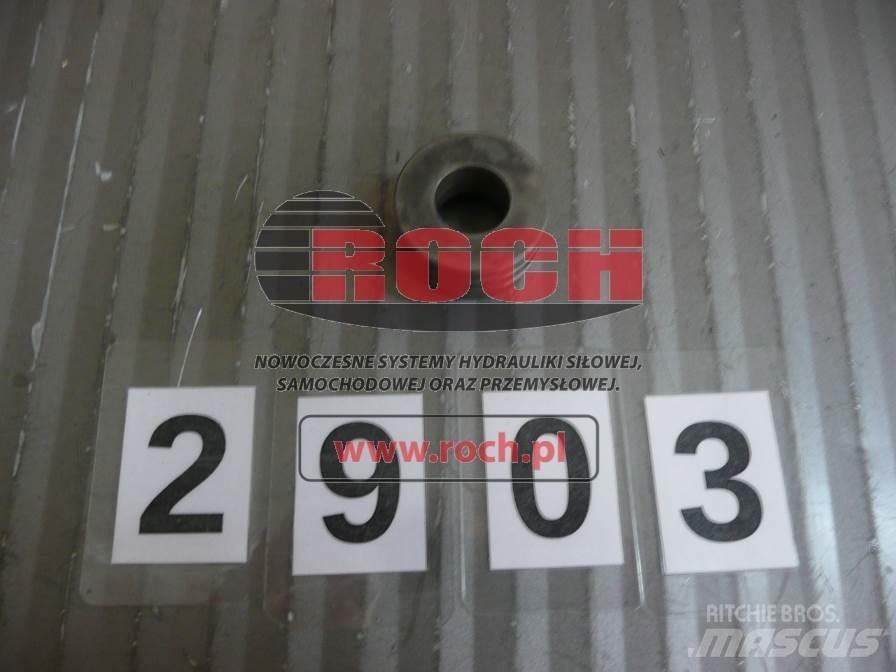 ROCH
NOWOCZESNE SYSTEMY HYDRAULIKI SIŁOWEJ,
SAMOCHODOWEJ ORAZ PRZEMYSŁOWEJ.
www.roch.pl
2 9 0 3
RITCHIE BROS.
MASCUS